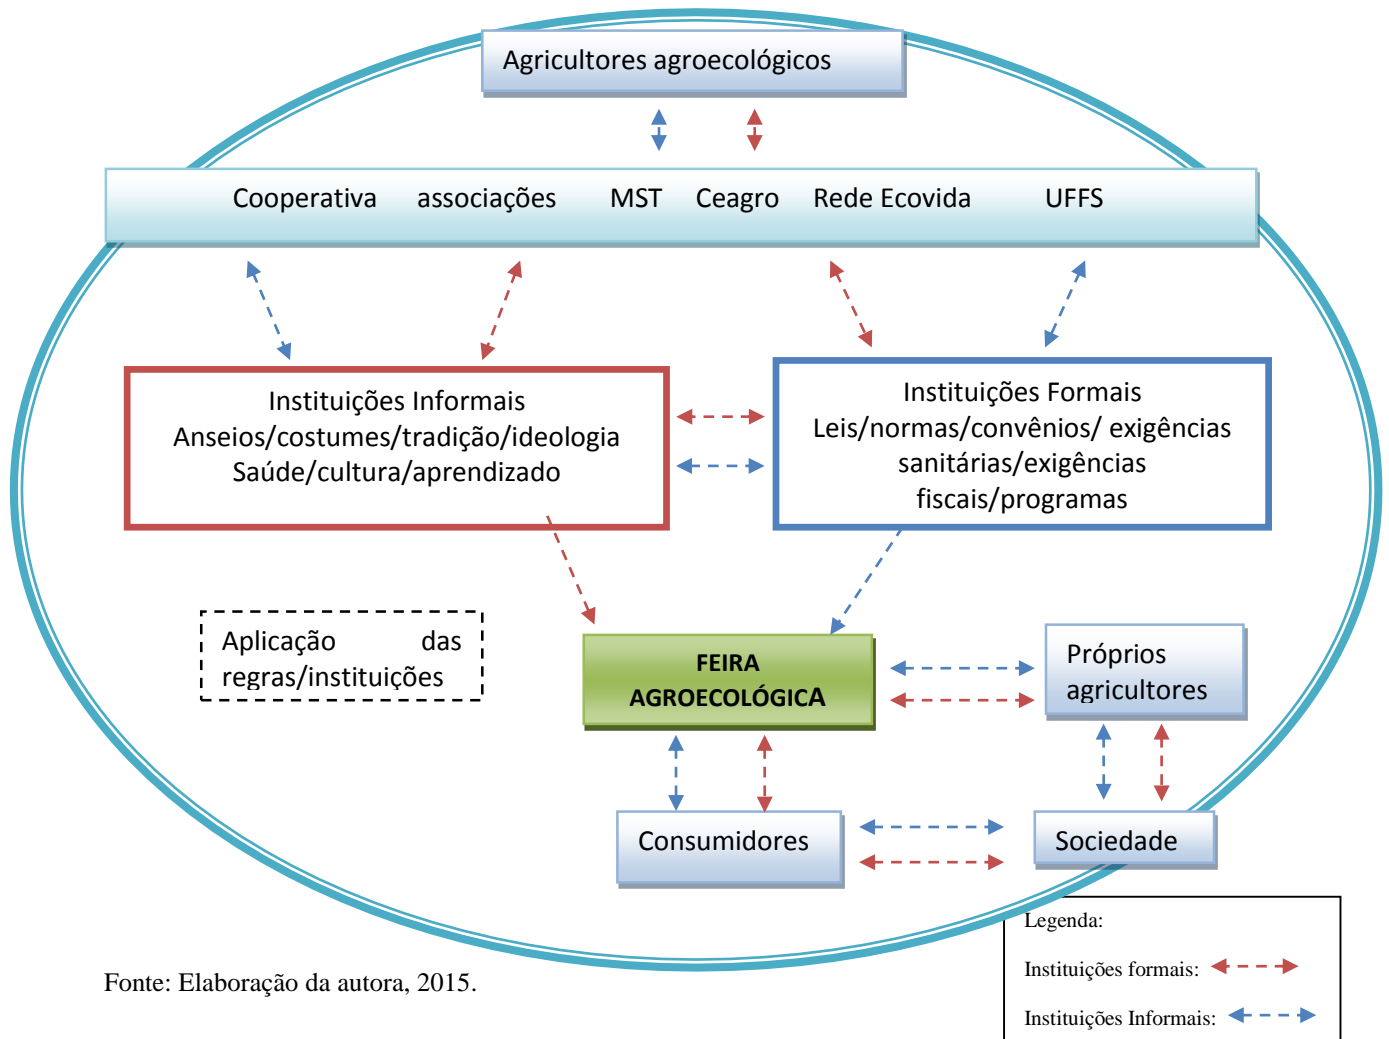 Agricultores agroecológicos
Cooperativa associações MST Ceagro Rede Ecovida UFFS
Instituições Informais
Anseios/costumes/tradição/ideologia
Saúde/cultura/aprendizado
Instituições Formais
Leis/normas/convênios/ exigências
sanitárias/exigências
fiscais/programas
Aplicação das
regras/instituições
FEIRA
AGROECOLÓGICA
Próprios
agricultores
Consumidores
Sociedade
Legenda:
Instituições formais:
Instituições Informais:
Fonte: Elaboração da autora, 2015.